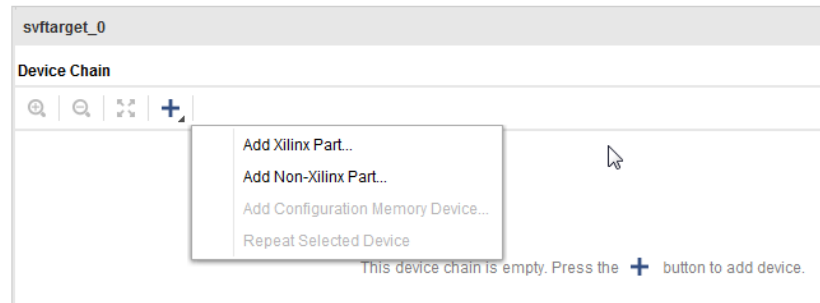 svftarget_0
Device Chain
Add Xilinx Part...
Add Non-Xilinx Part...
Add Configuration Memory Device...
Repeat Selected Device
This device chain is empty. Press the + button to add device.